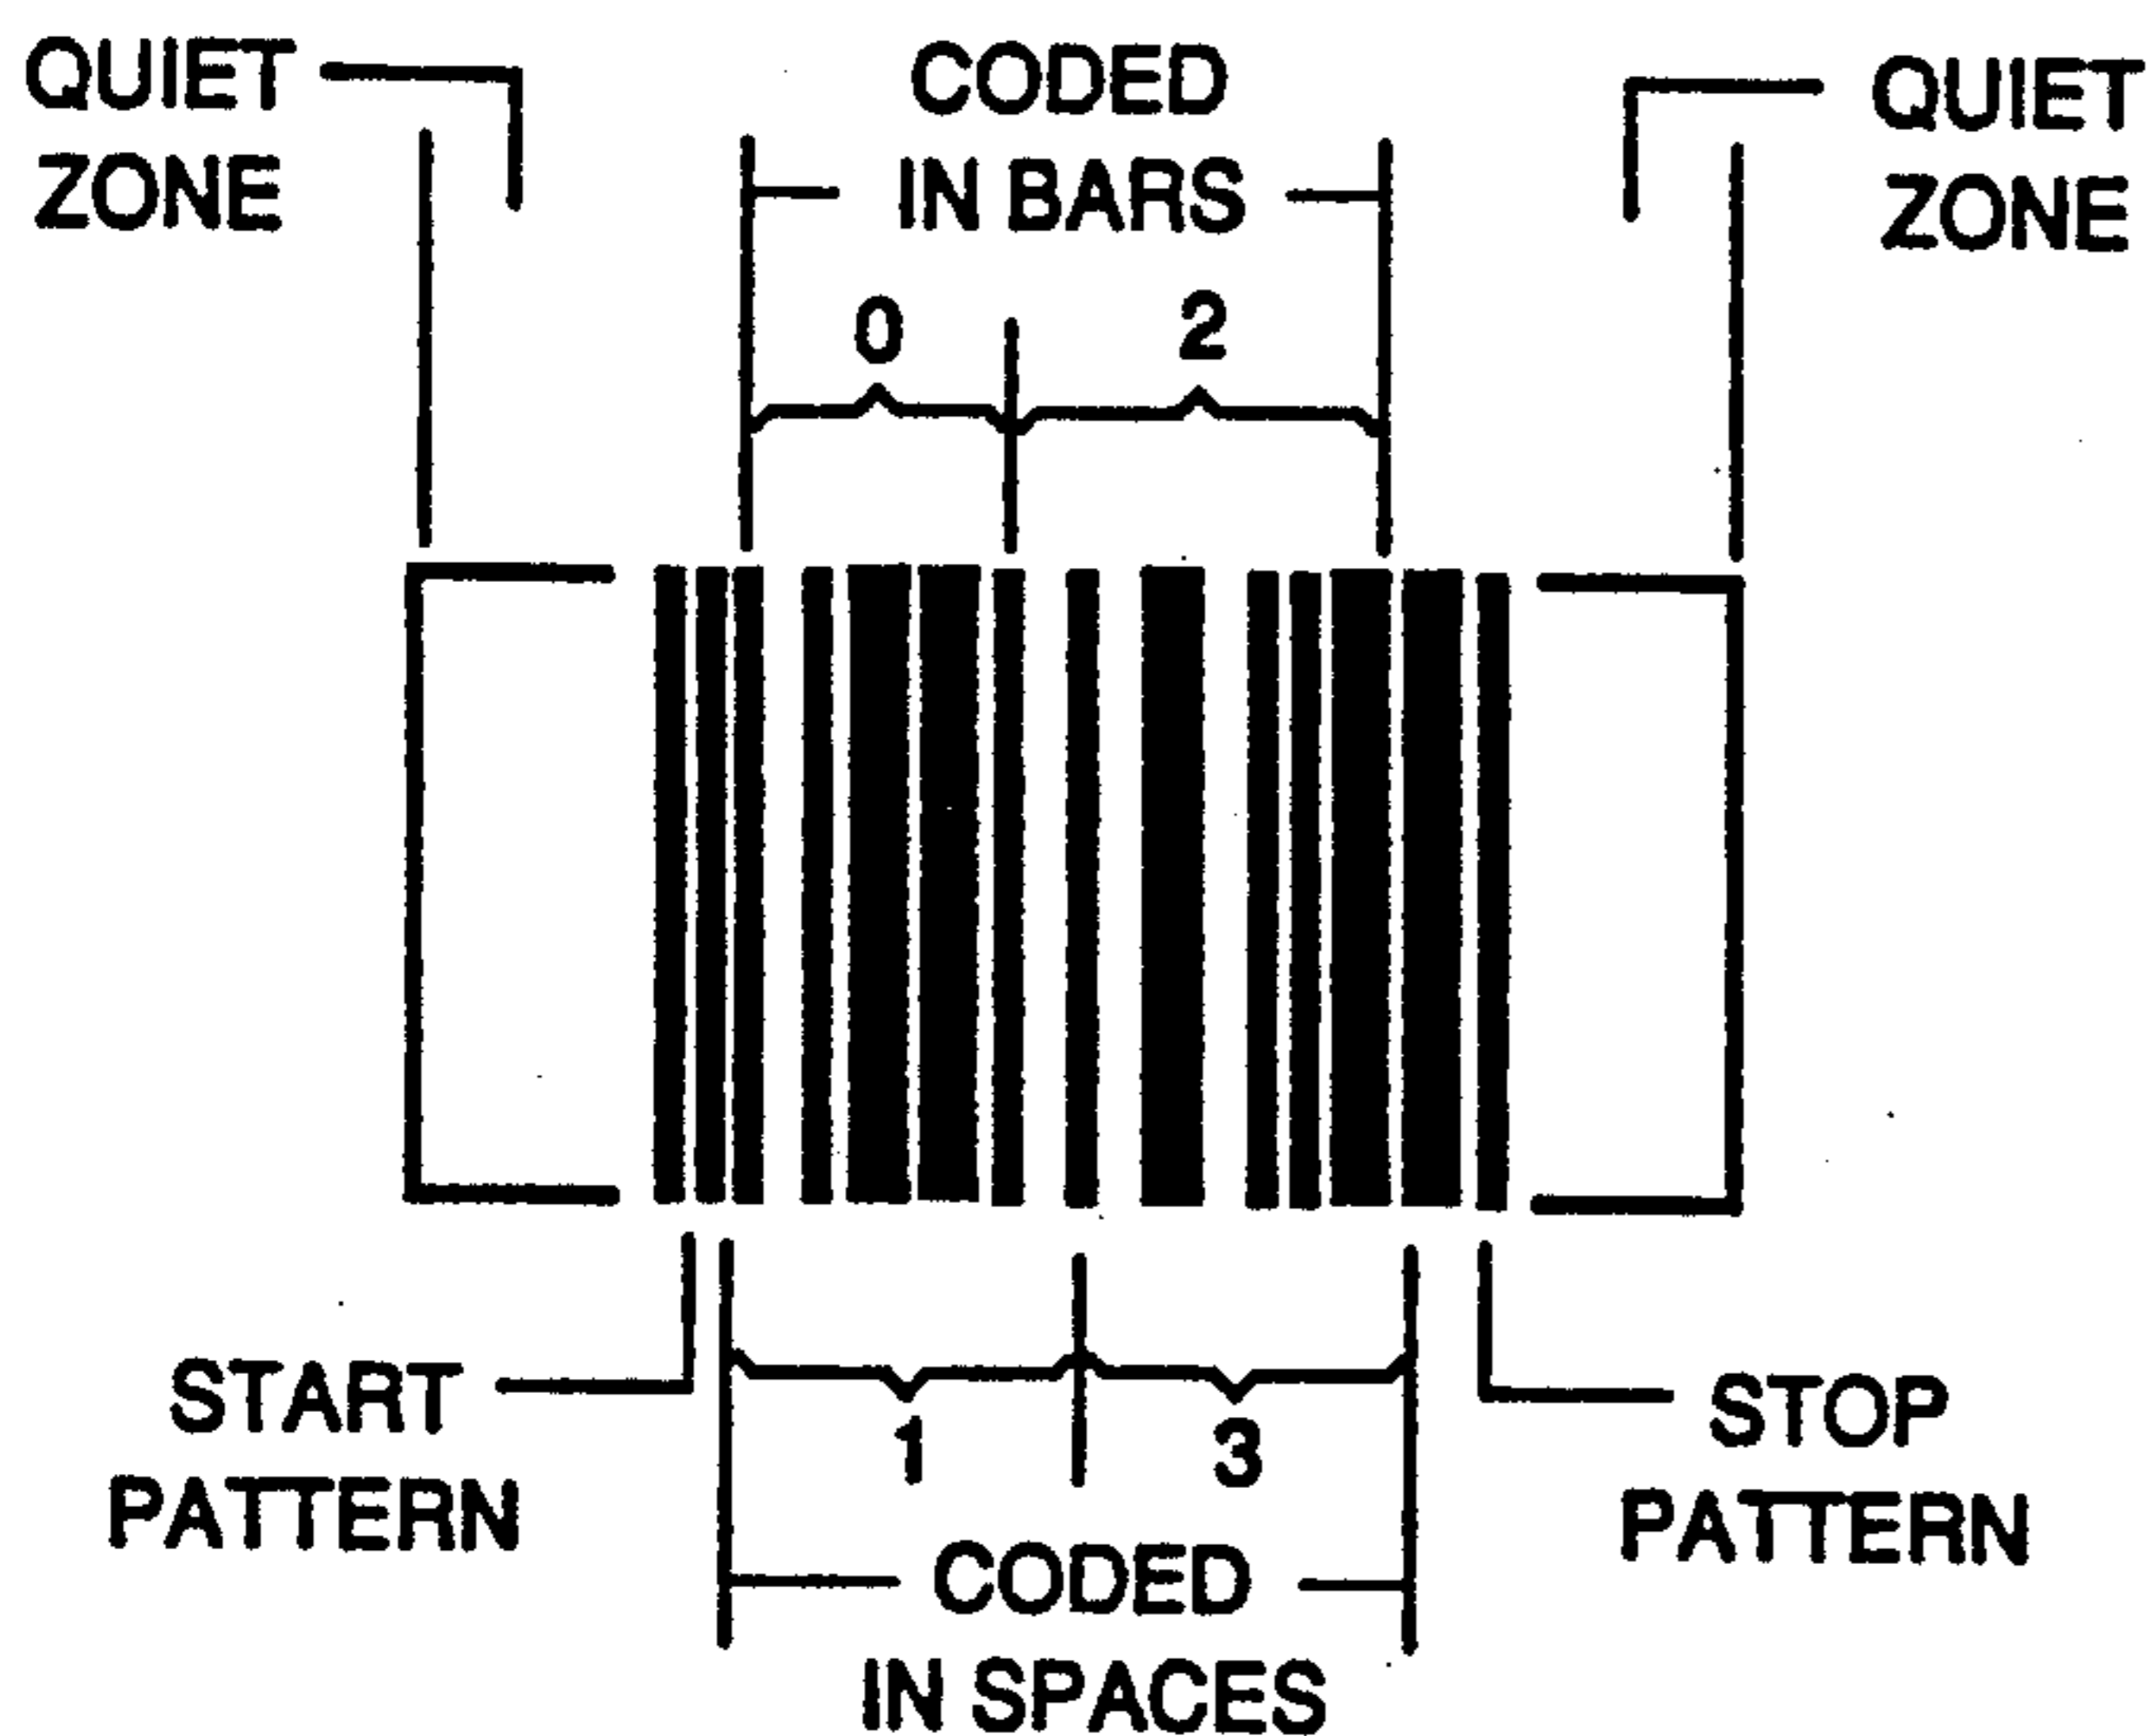 QUIET
ZONE
CODED
IN BARS
QUIET
ZONE
0
2
START
PATTERN
1
3
CODED
IN SPACES
STOP
PATTERN